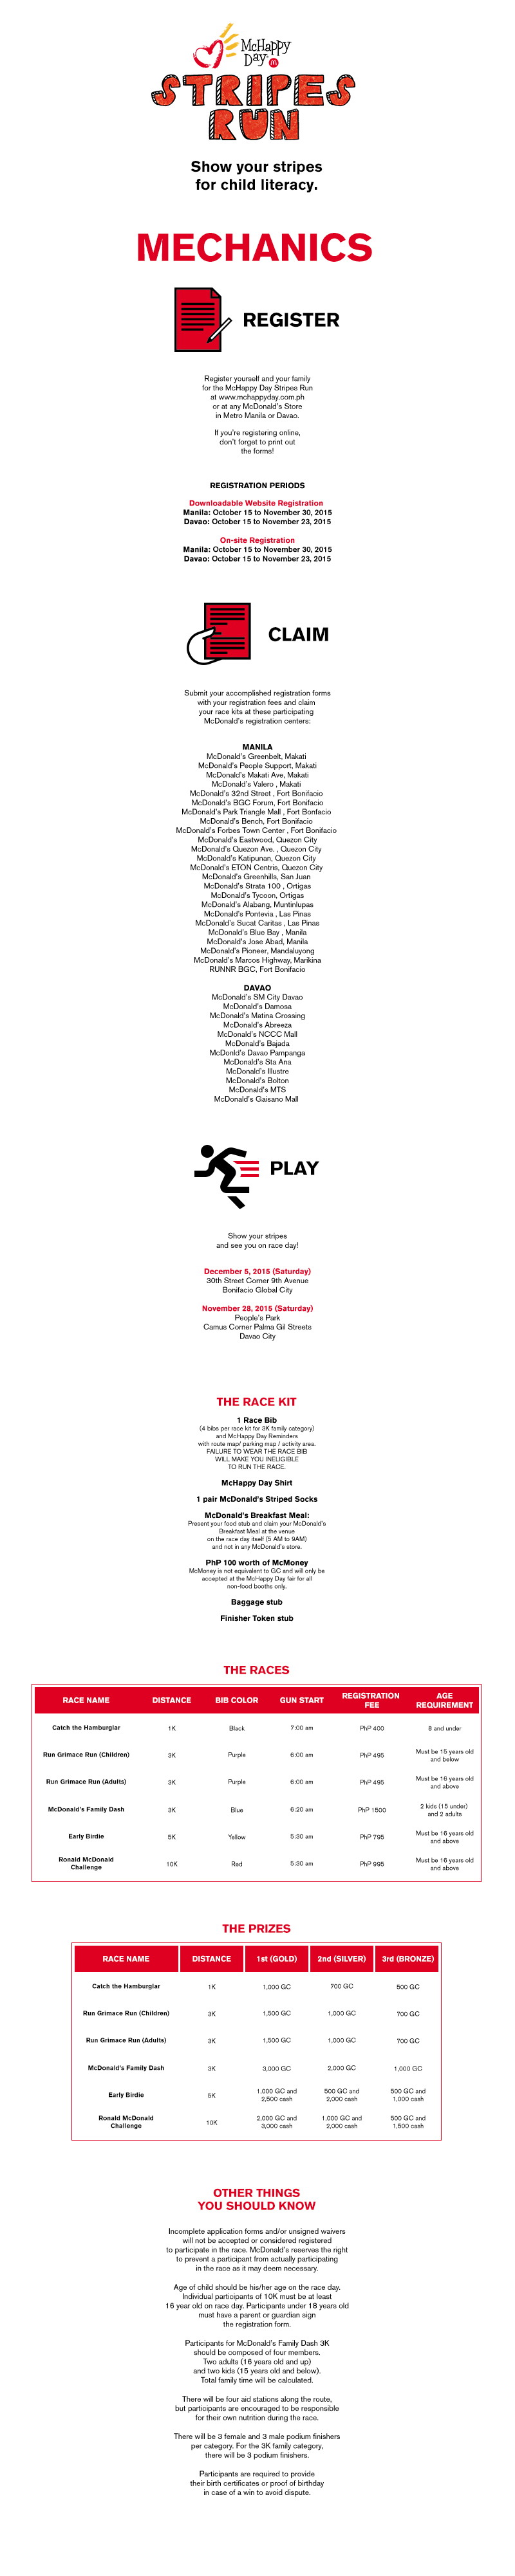 McHappy
Day
STRIPES
RUN
Show your stripes
for child literacy.
MECHANICS
REGISTER
Register yourself and your family
for the McHappy Day Stripes Run
at www.mchappyday.com.ph
or at any McDonald's Store
in Metro Manila or Davao.
If you're registering online,
don't forget to print out
the forms!
REGISTRATION PERIODS
Downloadable Website Registration
Manila: October 15 to November 30, 2015
Davao: October 15 to November 23, 2015
On-site Registration
Manila: October 15 to November 30, 2015
Davao: October 15 to November 23, 2015
CLAIM
Submit your accomplished registration forms
with your registration fees and claim
your race kits at these participating
McDonald's registration centers:
MANILA
McDonald's Greenbelt, Makati
McDonald's People Support, Makati
McDonald's Makati Ave, Makati
McDonald's Valero , Makati
McDonald's 32nd Street , Fort Bonifacio
McDonald's BGC Forum, Fort Bonifacio
McDonald's Park Triangle Mall , Fort Bonfacio
McDonald's Bench, Fort Bonifacio
McDonald's Forbes Town Center , Fort Bonifacio
McDonald's Eastwood, Quezon City
McDonald's Quezon Ave. , Quezon City
McDonald's Katipunan, Quezon City
McDonald's ETON Centris, Quezon City
McDonald's Greenhills, San Juan
McDonald's Strata 100 , Ortigas
McDonald's Tycoon, Ortigas
McDonald's Alabang, Muntinlupas
McDonald's Pontevia , Las Pinas
McDonald's Sucat Caritas , Las Pinas
McDonald's Blue Bay , Manila
McDonald's Jose Abad, Manila
McDonald's Pioneer, Mandaluyong
McDonald's Marcos Highway, Marikina
RUNNR BGC, Fort Bonifacio
DAVAO
McDonald's SM City Davao
McDonald's Damosa
McDonald's Matina Crossing
McDonald's Abreeza
McDonald's NCCC Mall
McDonald's Bajada
McDonld's Davao Pampanga
McDonald's Sta Ana
McDonald's Illustre
McDonald's Bolton
McDonald's MTS
McDonald's Gaisano Mall
PLAY
Show your stripes
and see you on race day!
December 5, 2015 (Saturday)
30th Street Corner 9th Avenue
Bonifacio Global City
November 28, 2015 (Saturday)
People's Park
Camus Corner Palma Gil Streets
Davao City
THE RACE KIT
1 Race Bib
(4 bibs per race kit for 3K family category)
and McHappy Day Reminders
with route map/ parking map / activity area.
FAILURE TO WEAR THE RACE BIB
WILL MAKE YOU INELIGIBLE
TO RUN THE RACE.
McHappy Day Shirt
1 pair McDonald's Striped Socks
McDonald's Breakfast Meal:
Present your food stub and claim your McDonald's
Breakfast Meal at the venue
on the race day itself (5 AM to 9AM)
and not in any McDonald's store.
PhP 100 worth of McMoney
McMoney is not equivalent to GC and will only be
accepted at the McHappy Day fair for all
non-food booths only.
Baggage stub
Finisher Token stub
THE RACES
RACE NAME DISTANCE BIB COLOR GUN START REGISTRATION FEE AGE REQUIREMENT
Catch the Hamburglar 1K Black 7:00 am PhP 400 8 and under
Run Grimace Run (Children) 3K Purple 6:00 am PhP 495 Must be 15 years old and below
Run Grimace Run (Adults) 3K Purple 6:00 am PhP 495 Must be 16 years old and above
McDonald's Family Dash 3K Blue 6:20 am PhP 1500 2 kids (15 under) and 2 adults
Early Birdie 5K Yellow 5:30 am PhP 795 Must be 16 years old and above
Ronald McDonald Challenge 10K Red 5:30 am PhP 995 Must be 16 years old and above
THE PRIZES
RACE NAME DISTANCE 1st (GOLD) 2nd (SILVER) 3rd (BRONZE)
Catch the Hamburglar 1K 1,000 GC 700 GC 500 GC
Run Grimace Run (Children) 3K 1,500 GC 1,000 GC 700 GC
Run Grimace Run (Adults) 3K 1,500 GC 1,000 GC 700 GC
McDonald's Family Dash 3K 3,000 GC 2,000 GC 1,000 GC
Early Birdie 5K 1,000 GC and 2,500 cash 500 GC and 2,000 cash 500 GC and 1,000 cash
Ronald McDonald Challenge 10K 2,000 GC and 3,000 cash 1,000 GC and 2,000 cash 500 GC and 1,500 cash
OTHER THINGS
YOU SHOULD KNOW
Incomplete application forms and/or unsigned waivers
will not be accepted or considered registered
to participate in the race. McDonald's reserves the right
to prevent a participant from actually participating
in the race as it may deem necessary.
Age of child should be his/her age on the race day.
Individual participants of 10K must be at least
16 year old on race day. Participants under 18 years old
must have a parent or guardian sign
the registration form.
Participants for McDonald's Family Dash 3K
should be composed of four members.
Two adults (16 years old and up)
and two kids (15 years old and below).
Total family time will be calculated.
There will be four aid stations along the route,
but participants are encouraged to be responsible
for their own nutrition during the race.
There will be 3 female and 3 male podium finishers
per category. For the 3K family category,
there will be 3 podium finishers.
Participants are required to provide
their birth certificates or proof of birthday
in case of a win to avoid dispute.